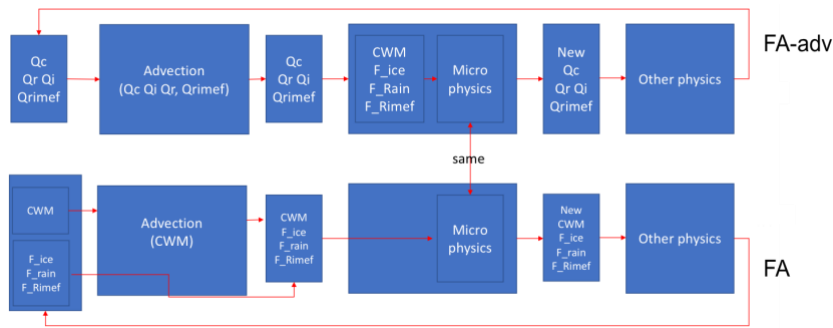 Qc
Qr Qi
Qrimef
Advection
(Qc Qi Qr, Qrimef)
Qc
Qr Qi
Qrimef
CWM
F_ice
F_Rain
F_Rimef
Micro
physics
New
Qc
Qr Qi
Qrimef
Other physics
FA-adv
same
CWM
F_ice
F_rain
F_Rimef
Advection
(CWM)
CWM
F_ice
F_rain
F_Rimef
Micro
physics
New
CWM
F_ice
F_rain
F_Rimef
Other physics
FA